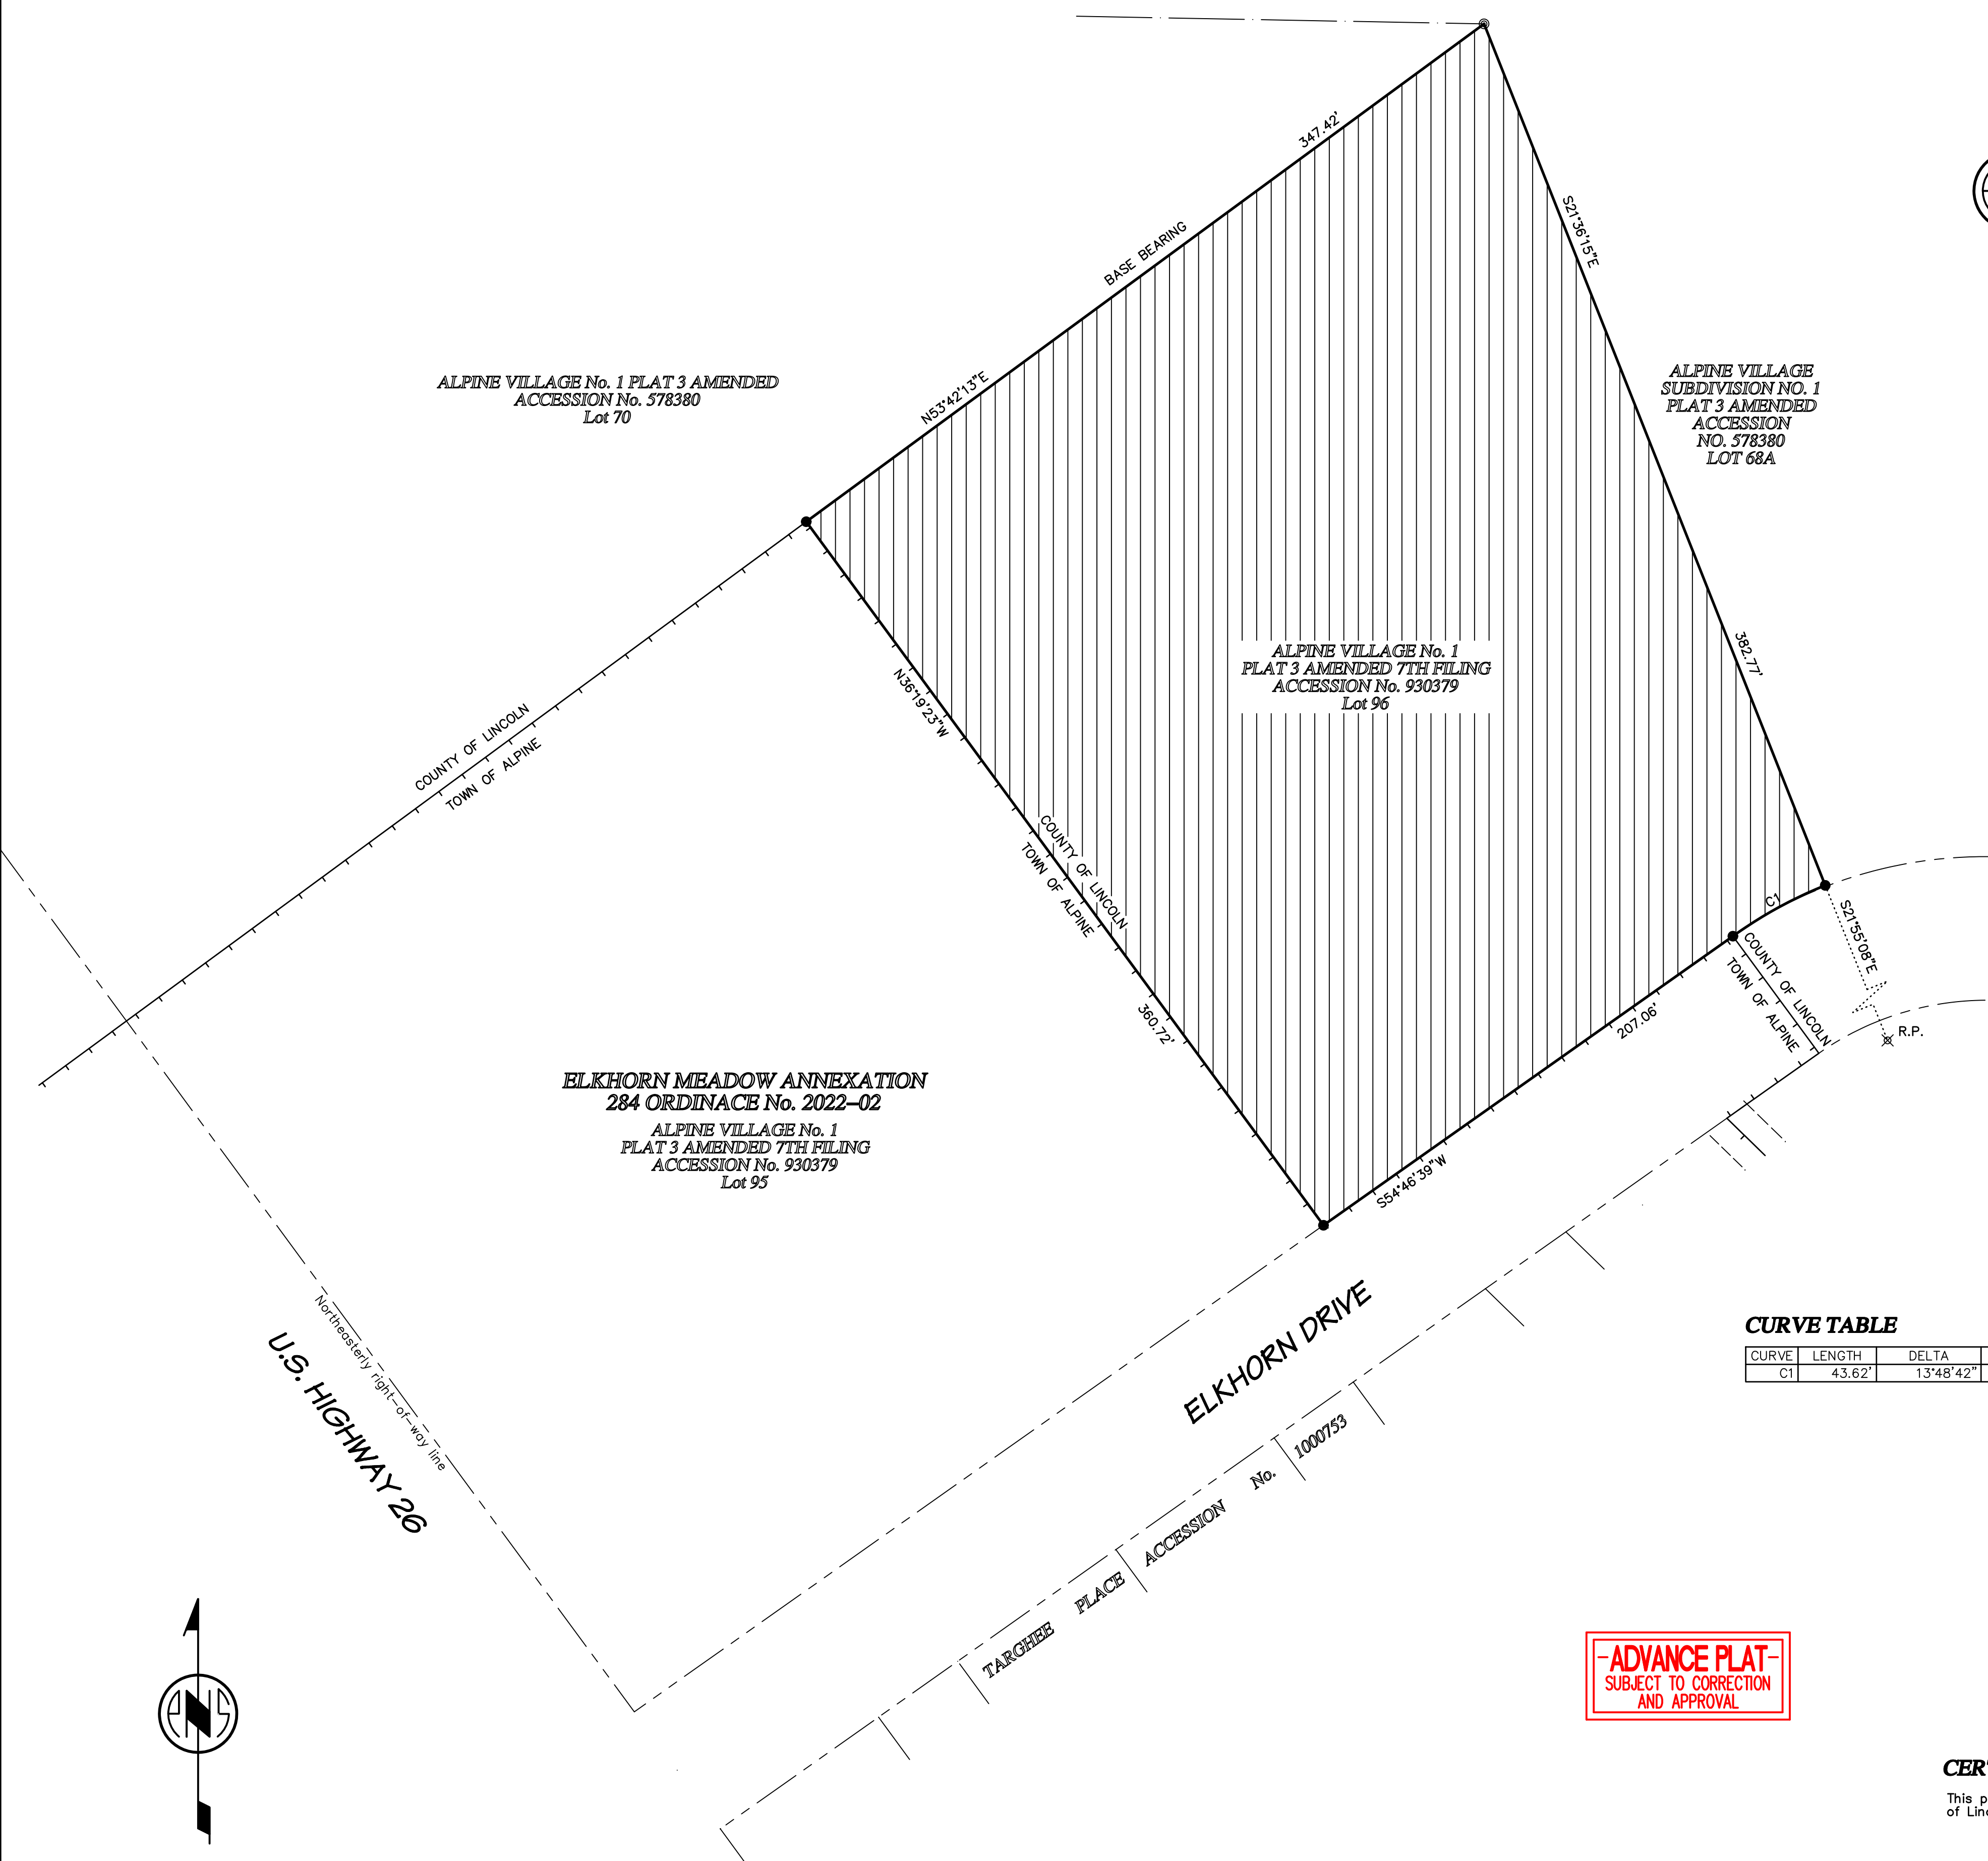 347.42'
BASE BEARING
N53°42'13"E
S21°36'15"E
382.77'
ALPINE VILLAGE No. 1 PLAT 3 AMENDED
ACCESSION No. 578380
Lot 70
ALPINE VILLAGE
SUBDIVISION NO. 1
PLAT 3 AMENDED
ACCESSION
NO. 578380
LOT 68A
ALPINE VILLAGE No. 1
PLAT 3 AMENDED 7TH FILING
ACCESSION No. 930379
Lot 96
N36°19'23"W
360.72'
COUNTY OF LINCOLN
TOWN OF ALPINE
COUNTY OF LINCOLN
TOWN OF ALPINE
C1
S21°55'08"E
R.P.
COUNTY OF LINCOLN
TOWN OF ALPINE
207.06'
S54°46'39"W
ELKHORN MEADOW ANNEXATION
284 ORDINACE No. 2022-02
ALPINE VILLAGE No. 1
PLAT 3 AMENDED 7TH FILING
ACCESSION No. 930379
Lot 95
Northeasterly right-of-way line
U.S. HIGHWAY 26
ELKHORN DRIVE
TARGHEE PLACE ACCESSION No. 1000753
CURVE TABLE
CURVE LENGTH DELTA
C1 43.62' 13°48'42"
-ADVANCE PLAT-
SUBJECT TO CORRECTION
AND APPROVAL
N